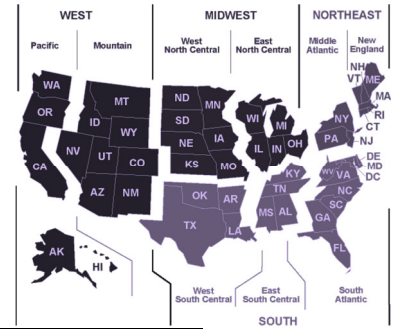 WEST
MIDWEST
NORTHEAST
Pacific
Mountain
West
North Central
East
North Central
Middle
Atlantic
New
England
WA
OR
CA
NV
ID
MT
WY
UT
CO
AZ
NM
AK
HI
ND
SD
NE
KS
MN
IA
MO
WI
IL
MI
IN
OH
NY
PA
NJ
NH
VT
ME
MA
RI
CT
OK
TX
AR
LA
KY
TN
MS
AL
DE
MD
DC
WV
VA
NC
SC
GA
FL
West
South Central
East
South Central
South
Atlantic
SOUTH